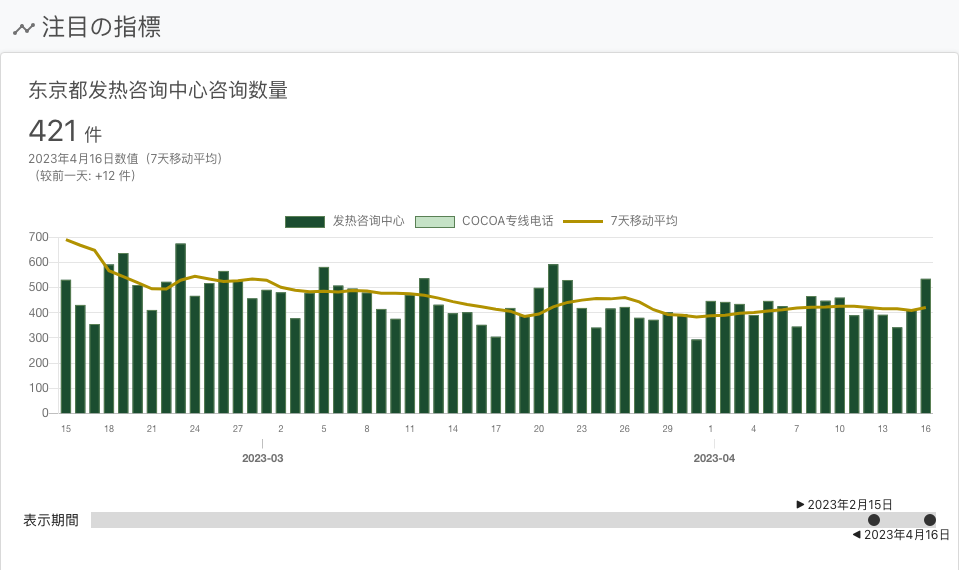 注目の指標
东京都发热咨询中心咨询数量
421 件
2023年4月16日数值（7天移动平均）
（较前一天: +12 件）
发热咨询中心 COCOA专线电话 7天移动平均
700
600
500
400
300
200
100
0
15 18 21 24 27 2 5 8 11 14 17 20 23 26 29 1 4 7 10 13 16
2023-03 2023-04
▶ 2023年2月15日
表示期間
◀ 2023年4月16日